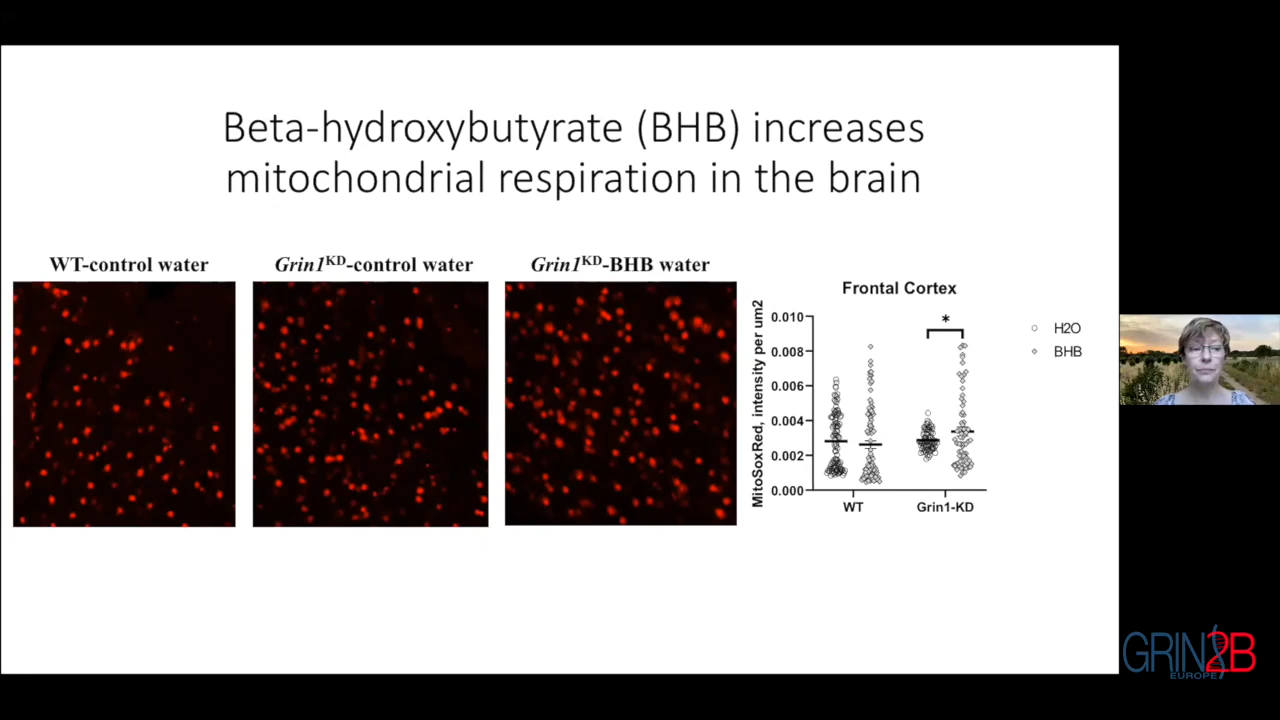 Beta-hydroxybutyrate (BHB) increases
mitochondrial respiration in the brain
WT-control water
Grin1KD-control water
Grin1KD-BHB water
Frontal Cortex
MitoSoxRed, intensity per um2
0.010
0.008
0.006
0.004
0.002
0.000
*
WT
Grin1-KD
H2O
BHB
GRIN2B
EUROPE